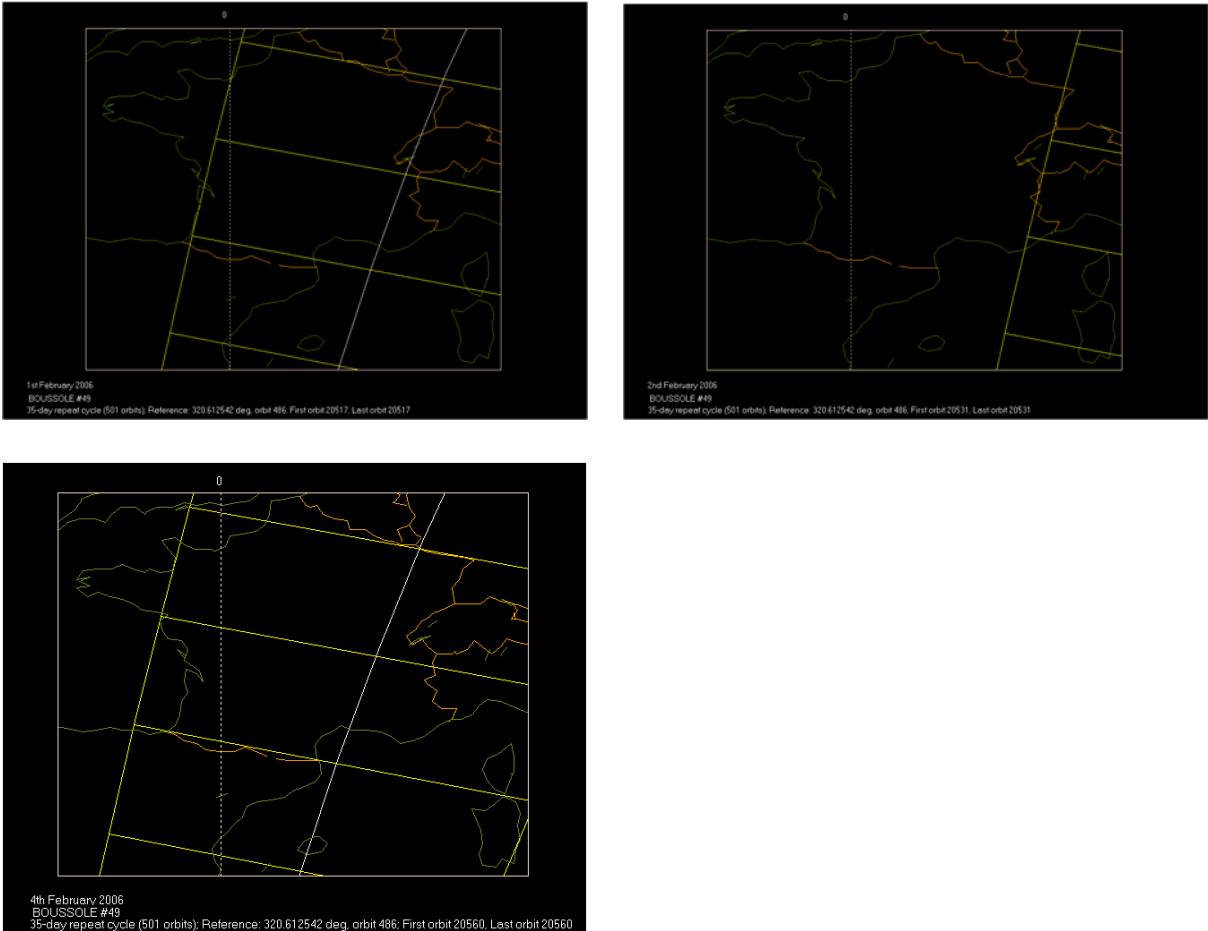 0
1st February 2006
BOUSSOLE #49
35-day repeat cycle (501 orbits); Reference: 320.612542 deg, orbit 486; First orbit 20517, Last orbit 20517
0
2nd February 2006
BOUSSOLE #49
35-day repeat cycle (501 orbits); Reference: 320.612542 deg, orbit 486; First orbit 20531, Last orbit 20531
0
4th February 2006
BOUSSOLE #49
35-day repeat cycle (501 orbits); Reference: 320.612542 deg, orbit 486; First orbit 20560, Last orbit 20560